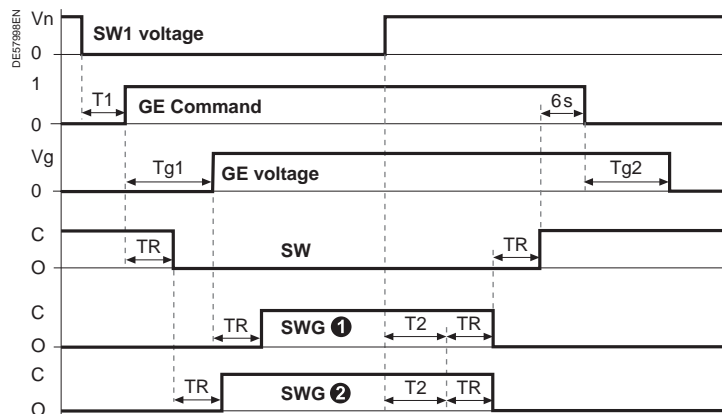 DE57998EN
Vn
SW1 voltage
0
1
T1
GE Command
6s
0
Vg
Tg1
GE voltage
Tg2
0
C
TR
SW
TR
O
C
TR
SWG ❶
T2
TR
O
C
TR
SWG ❷
T2
TR
O